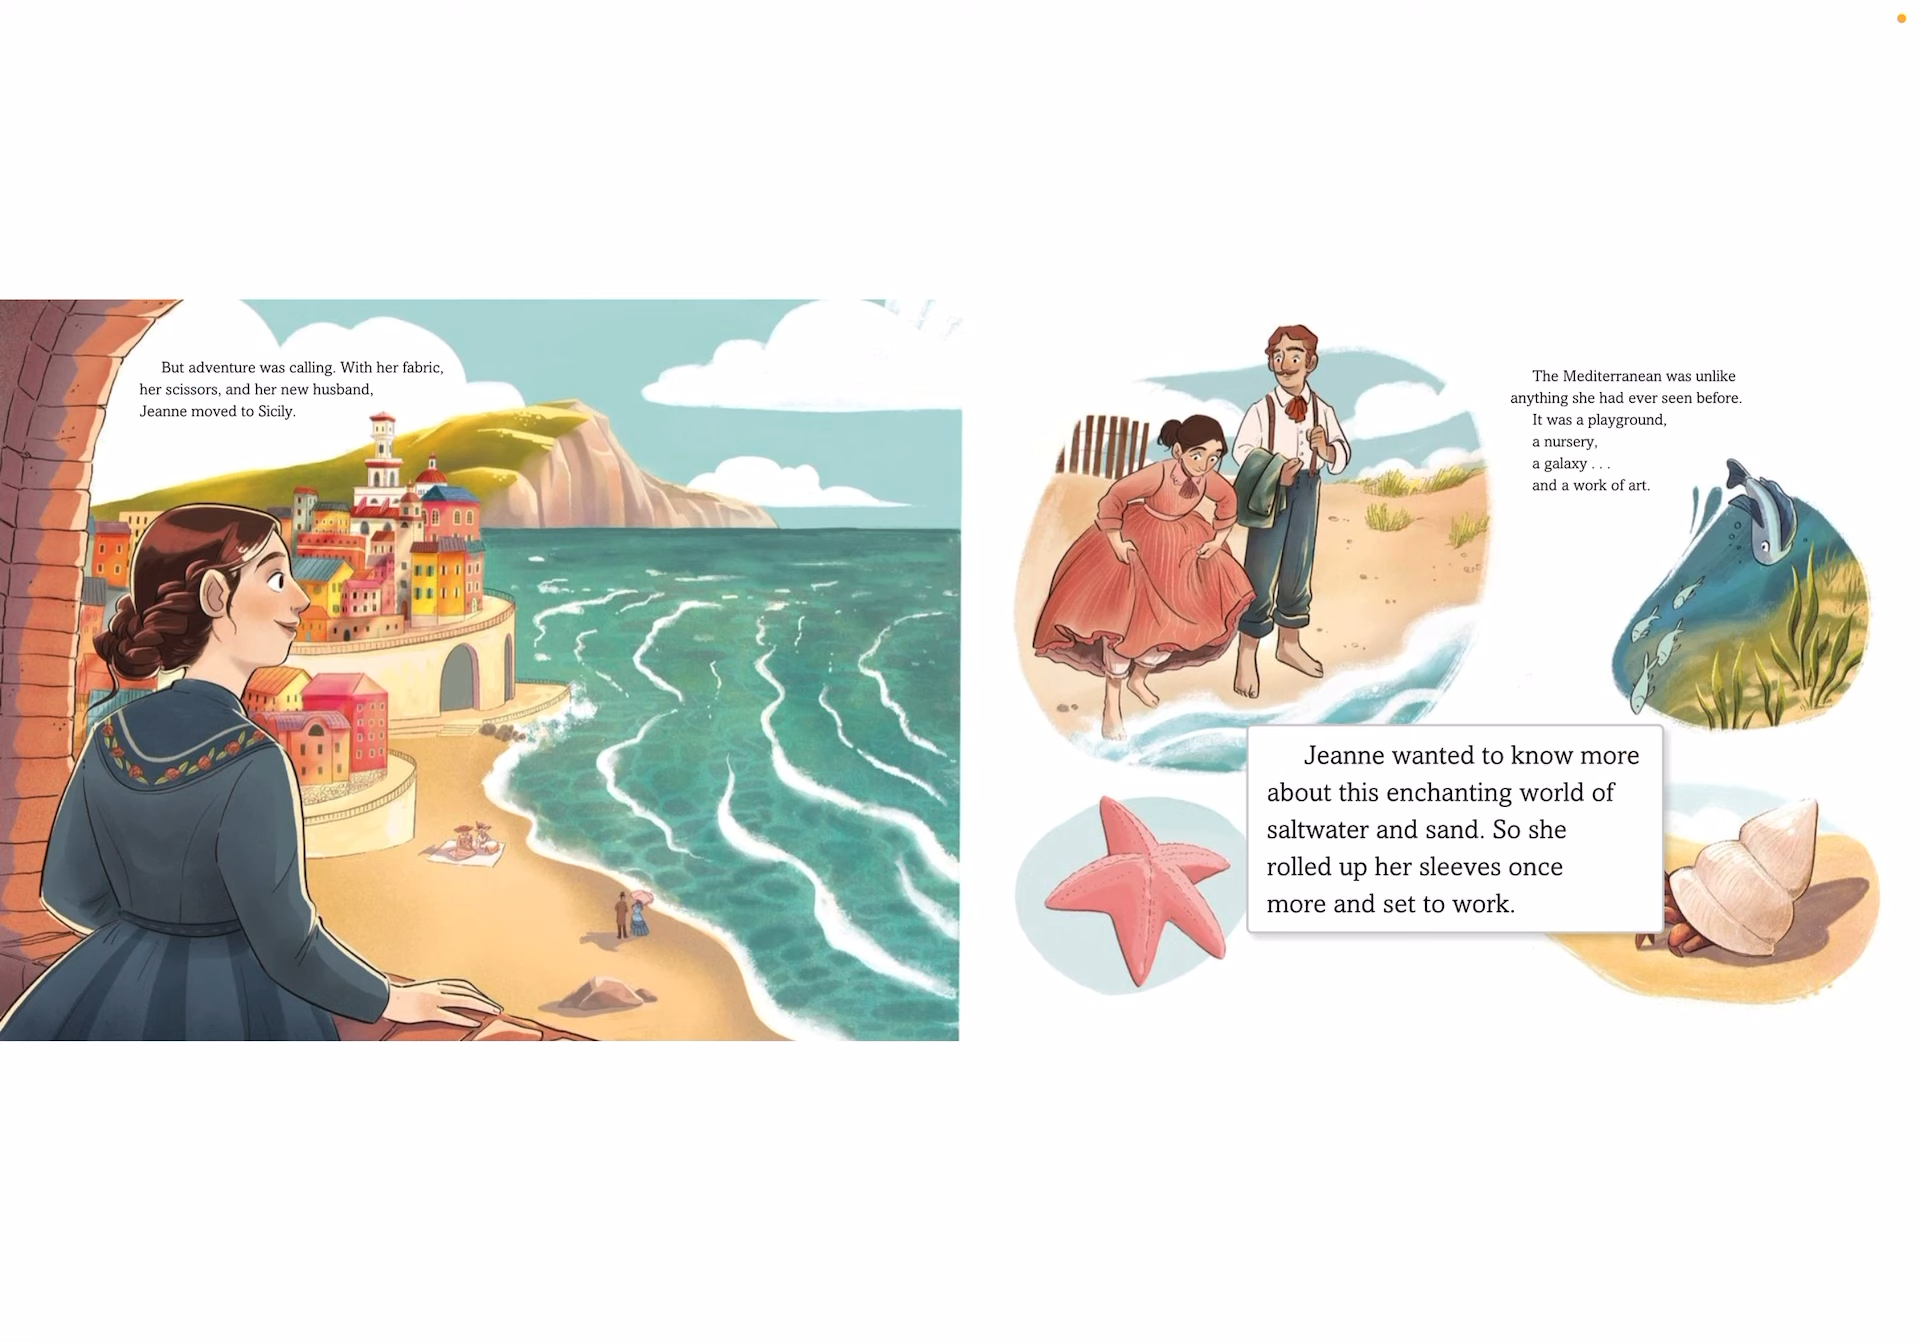 But adventure was calling. With her fabric,
her scissors, and her new husband,
Jeanne moved to Sicily.
The Mediterranean was unlike
anything she had ever seen before.
It was a playground,
a nursery,
a galaxy . . .
and a work of art.
Jeanne wanted to know more
about this enchanting world of
saltwater and sand. So she
rolled up her sleeves once
more and set to work.